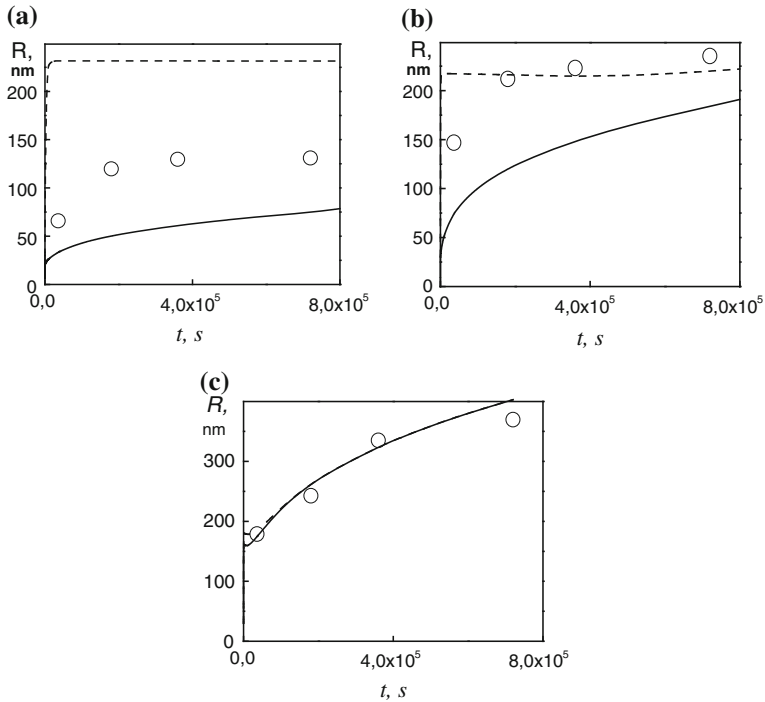 (a)
R,
nm
200
150
100
50
0
0,0
4,0x10⁵
8,0x10⁵
t, s
(b)
R,
nm
200
150
100
50
0
0,0
4,0x10⁵
8,0x10⁵
t, s
(c)
R,
nm
300
200
100
0
0,0
4,0x10⁵
8,0x10⁵
t, s